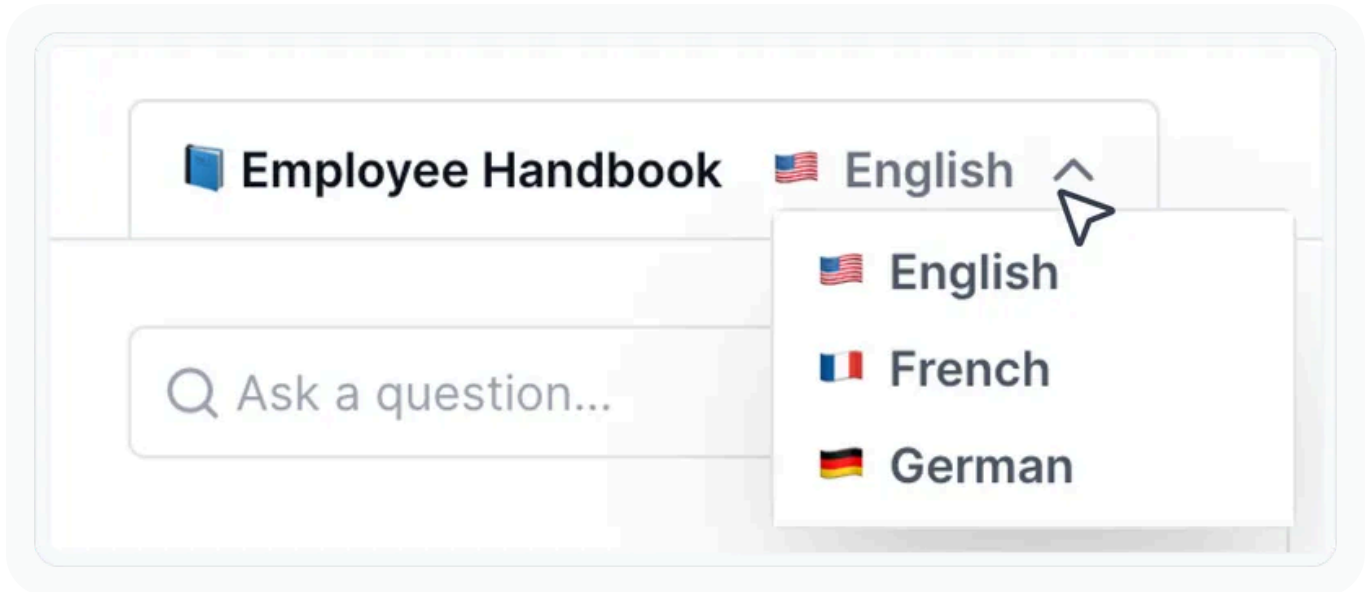 Employee Handbook English
English
French
Ask a question...
German